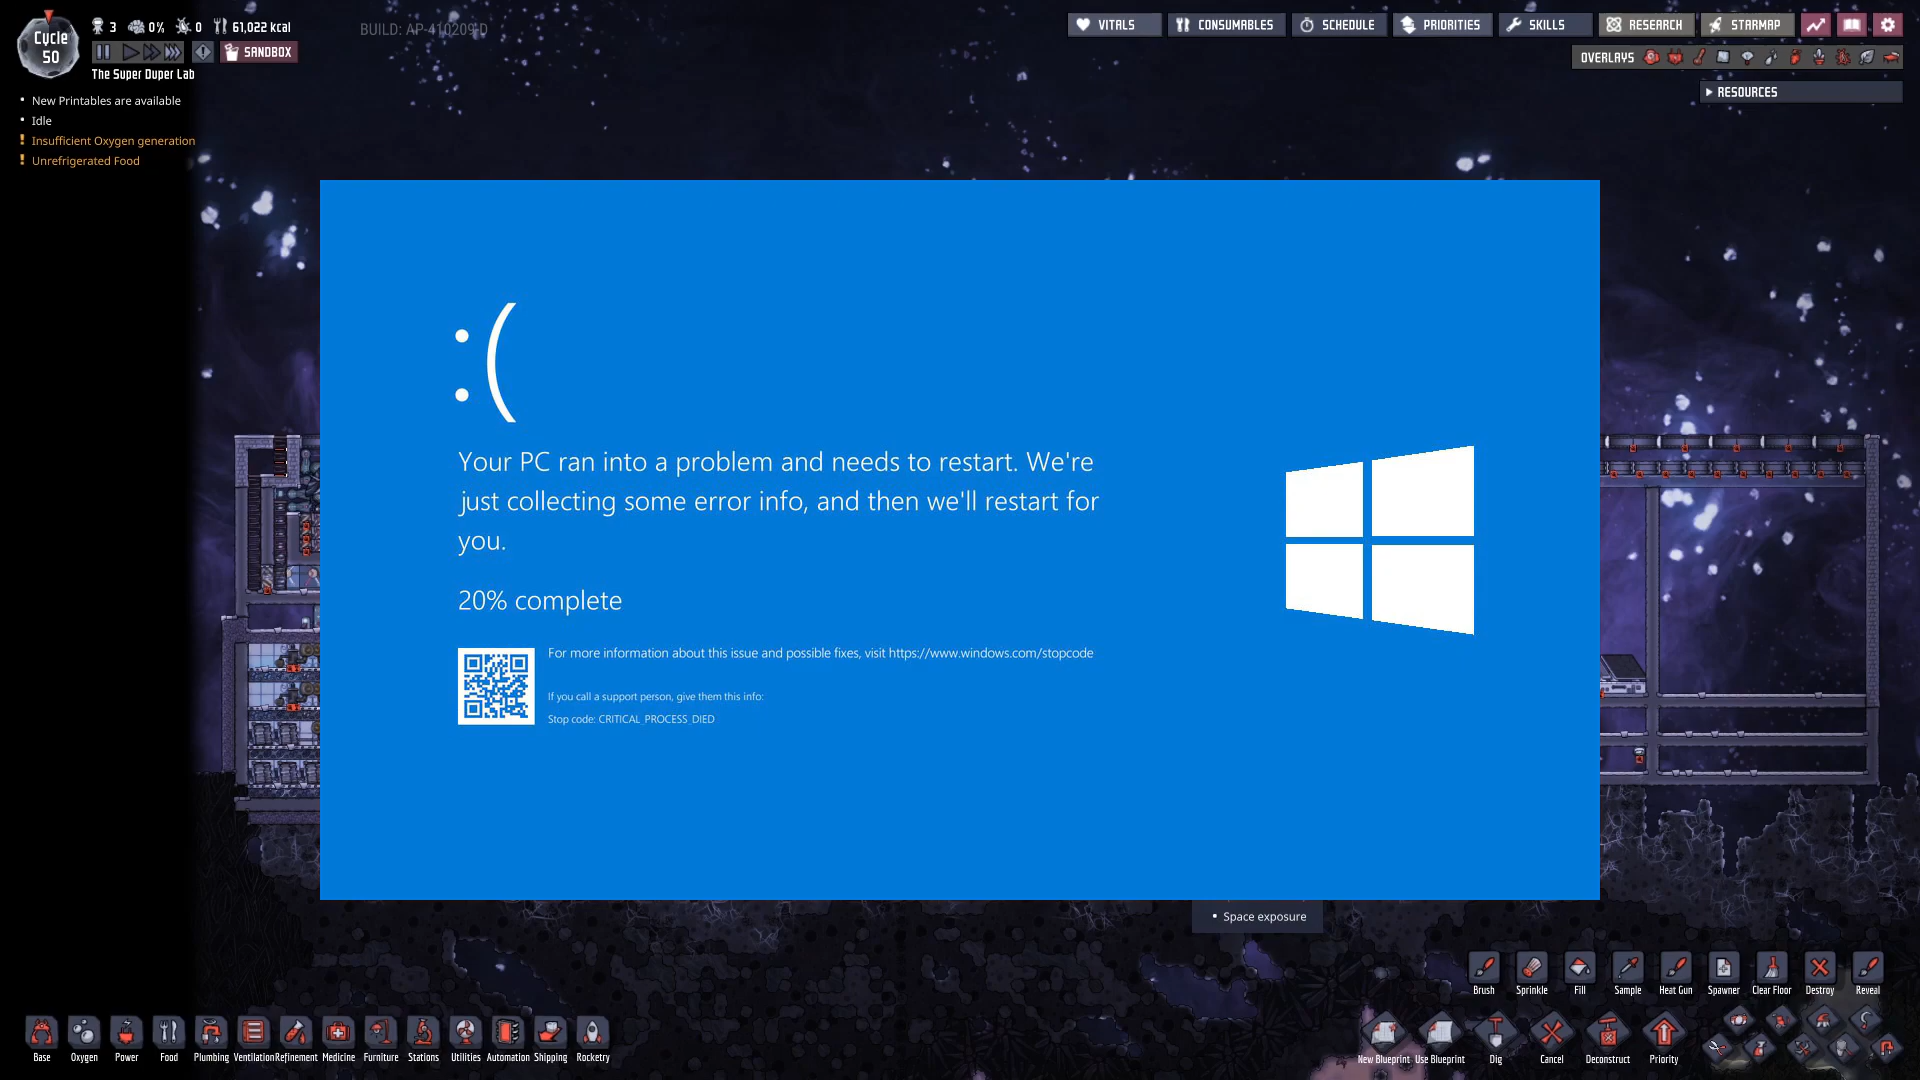 Cycle
50
3
0%
0
61,022 kcal
SANDBOX
The Super Duper Lab
BUILD: AP-410209-D
VITALS
CONSUMABLES
SCHEDULE
PRIORITIES
SKILLS
RESEARCH
STARMAP
OVERLAYS
RESOURCES
• New Printables are available
• Idle
! Insufficient Oxygen generation
! Unrefrigerated Food
:(
Your PC ran into a problem and needs to restart. We're
just collecting some error info, and then we'll restart for
you.
20% complete
For more information about this issue and possible fixes, visit https://www.windows.com/stopcode
If you call a support person, give them this info:
Stop code: CRITICAL_PROCESS_DIED
• Space exposure
Brush
Sprinkle
Fill
Sample
Heat Gun
Spawner
Clear Floor
Destroy
Reveal
Base
Oxygen
Power
Food
Plumbing
Ventilation
Refinement
Medicine
Furniture
Stations
Utilities
Automation
Shipping
Rocketry
New Blueprint
Use Blueprint
Dig
Cancel
Deconstruct
Priority